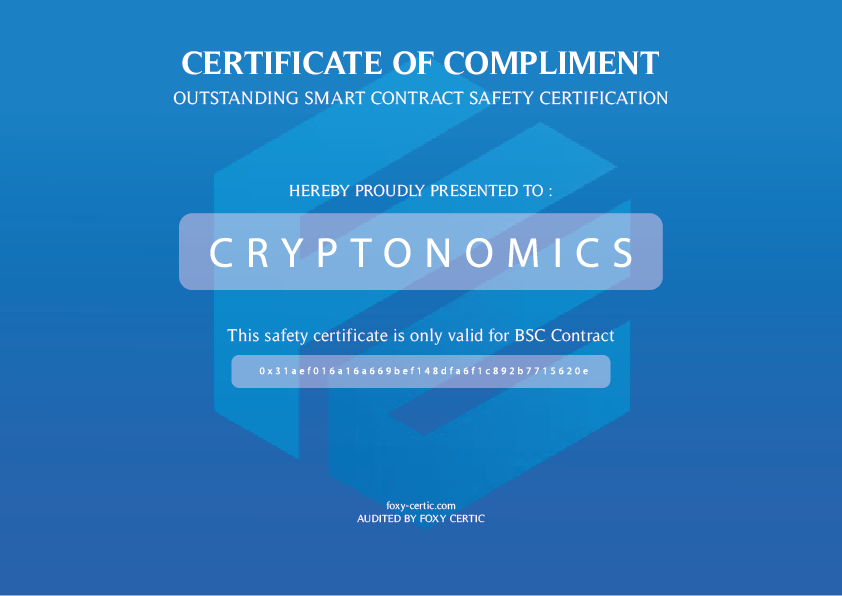 CERTIFICATE OF COMPLIMENT
OUTSTANDING SMART CONTRACT SAFETY CERTIFICATION
HEREBY PROUDLY PRESENTED TO :
CRYPTONOMICS
This safety certificate is only valid for BSC Contract
0x31aef016a16a669bef148dfa6f1c892b7715620e
foxy-certic.com
AUDITED BY FOXY CERTIC